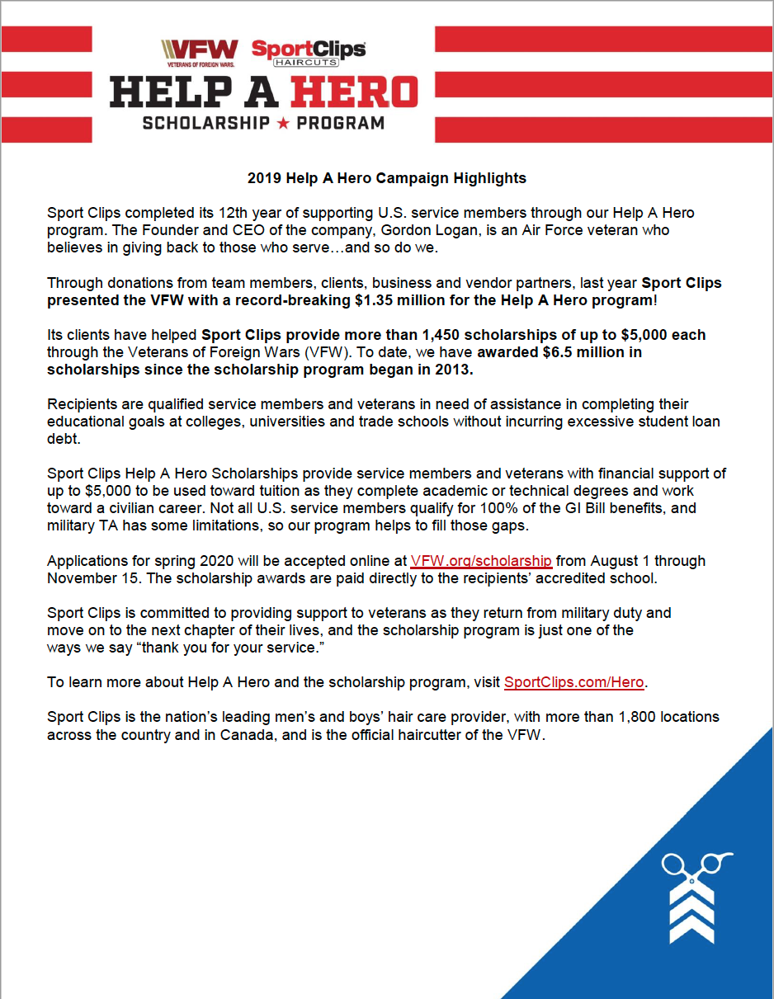 VFW
VETERANS OF FOREIGN WARS.
SportClips
HAIRCUTS
HELP A HERO
SCHOLARSHIP ★ PROGRAM
2019 Help A Hero Campaign Highlights
Sport Clips completed its 12th year of supporting U.S. service members through our Help A Hero
program. The Founder and CEO of the company, Gordon Logan, is an Air Force veteran who
believes in giving back to those who serve…and so do we.
Through donations from team members, clients, business and vendor partners, last year Sport Clips
presented the VFW with a record-breaking $1.35 million for the Help A Hero program!
Its clients have helped Sport Clips provide more than 1,450 scholarships of up to $5,000 each
through the Veterans of Foreign Wars (VFW). To date, we have awarded $6.5 million in
scholarships since the scholarship program began in 2013.
Recipients are qualified service members and veterans in need of assistance in completing their
educational goals at colleges, universities and trade schools without incurring excessive student loan
debt.
Sport Clips Help A Hero Scholarships provide service members and veterans with financial support of
up to $5,000 to be used toward tuition as they complete academic or technical degrees and work
toward a civilian career. Not all U.S. service members qualify for 100% of the GI Bill benefits, and
military TA has some limitations, so our program helps to fill those gaps.
Applications for spring 2020 will be accepted online at VFW.org/scholarship from August 1 through
November 15. The scholarship awards are paid directly to the recipients’ accredited school.
Sport Clips is committed to providing support to veterans as they return from military duty and
move on to the next chapter of their lives, and the scholarship program is just one of the
ways we say “thank you for your service.”
To learn more about Help A Hero and the scholarship program, visit SportClips.com/Hero.
Sport Clips is the nation’s leading men’s and boys’ hair care provider, with more than 1,800 locations
across the country and in Canada, and is the official haircutter of the VFW.